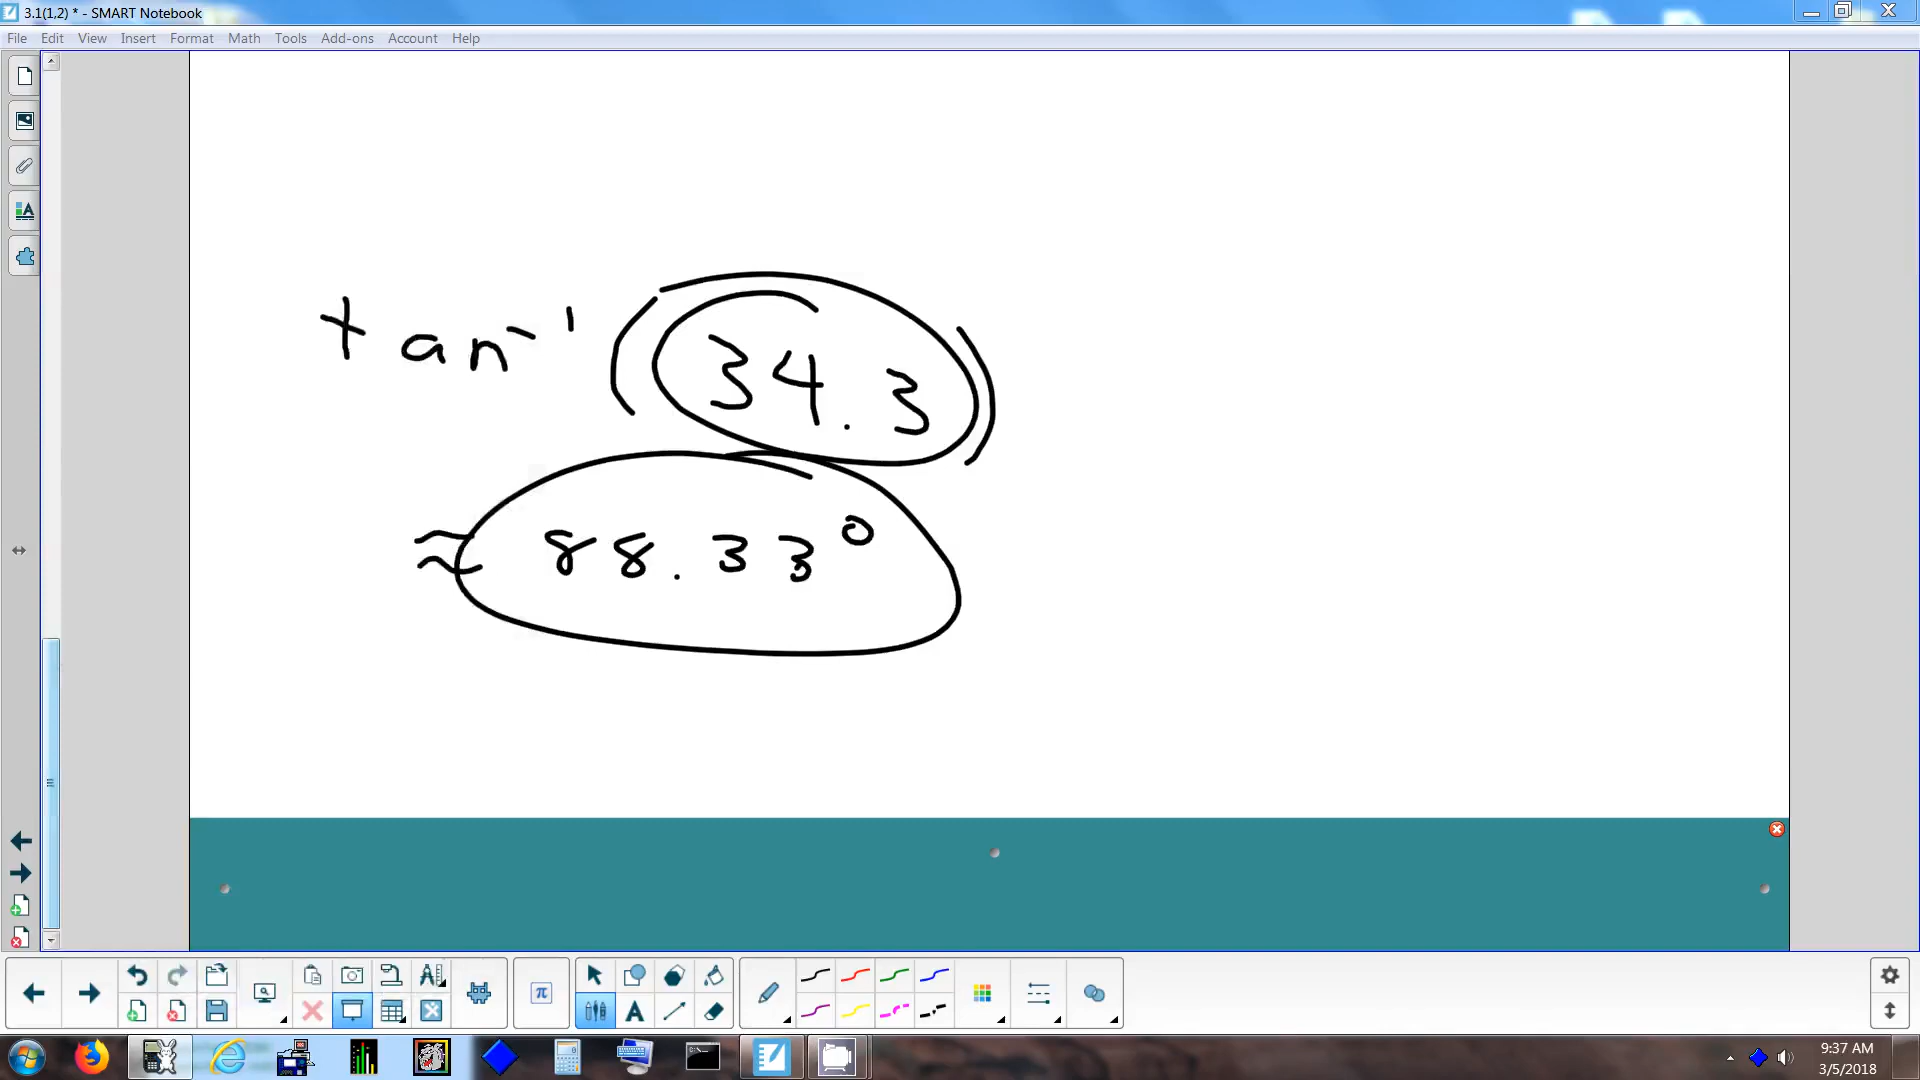 3.1(1,2) * - SMART Notebook
File Edit View Insert Format Math Tools Add-ons Account Help
tan⁻¹ (34.3)
≈ 88.33°
π
A
9:37 AM
3/5/2018